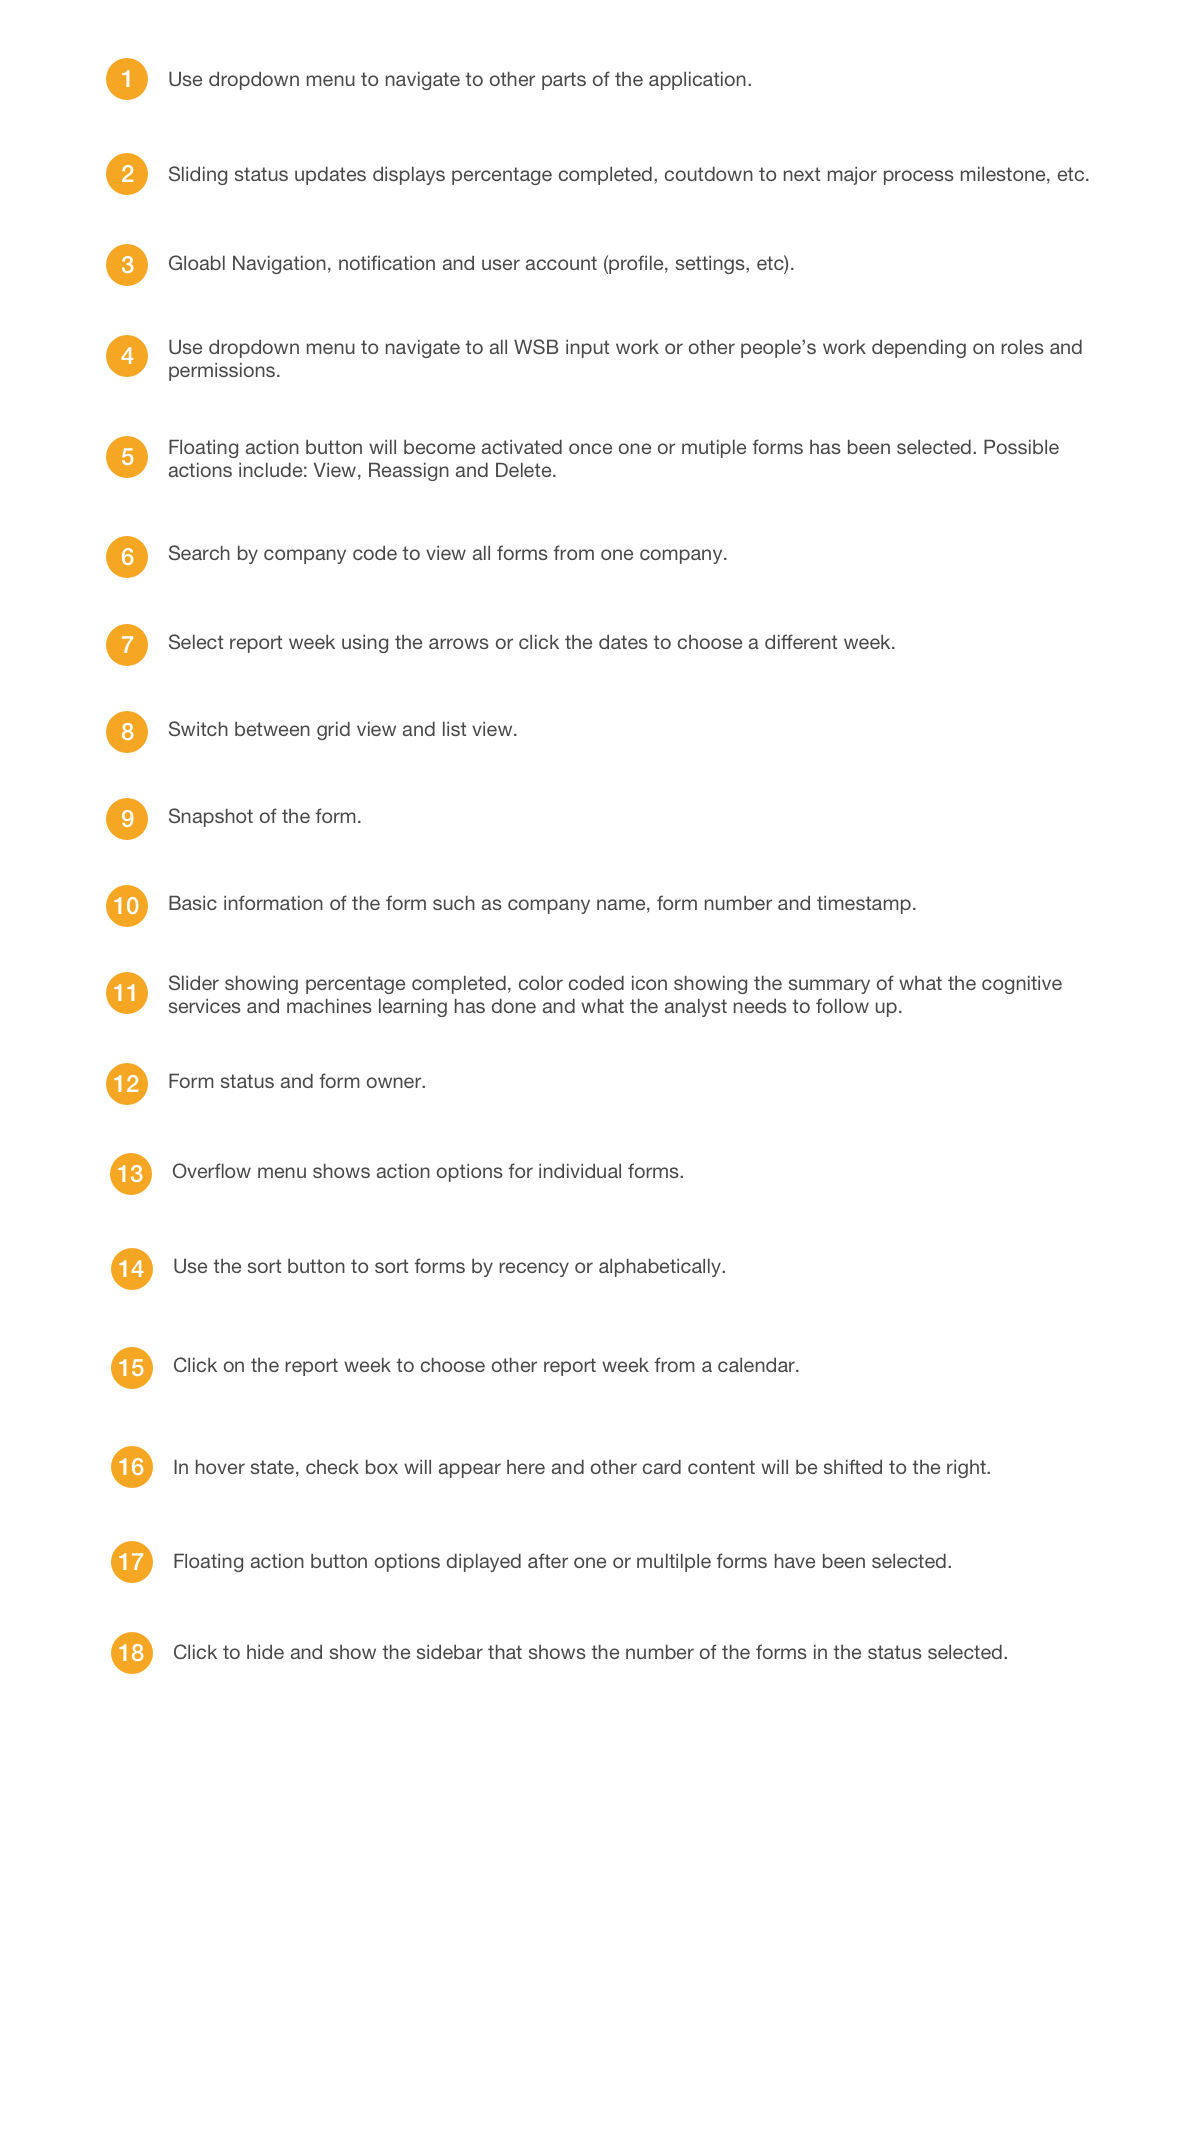 1 Use dropdown menu to navigate to other parts of the application.
2 Sliding status updates displays percentage completed, coutdown to next major process milestone, etc.
3 Gloabl Navigation, notification and user account (profile, settings, etc).
4 Use dropdown menu to navigate to all WSB input work or other people’s work depending on roles and
permissions.
5 Floating action button will become activated once one or mutiple forms has been selected. Possible
actions include: View, Reassign and Delete.
6 Search by company code to view all forms from one company.
7 Select report week using the arrows or click the dates to choose a different week.
8 Switch between grid view and list view.
9 Snapshot of the form.
10 Basic information of the form such as company name, form number and timestamp.
11 Slider showing percentage completed, color coded icon showing the summary of what the cognitive
services and machines learning has done and what the analyst needs to follow up.
12 Form status and form owner.
13 Overflow menu shows action options for individual forms.
14 Use the sort button to sort forms by recency or alphabetically.
15 Click on the report week to choose other report week from a calendar.
16 In hover state, check box will appear here and other card content will be shifted to the right.
17 Floating action button options diplayed after one or multilple forms have been selected.
18 Click to hide and show the sidebar that shows the number of the forms in the status selected.